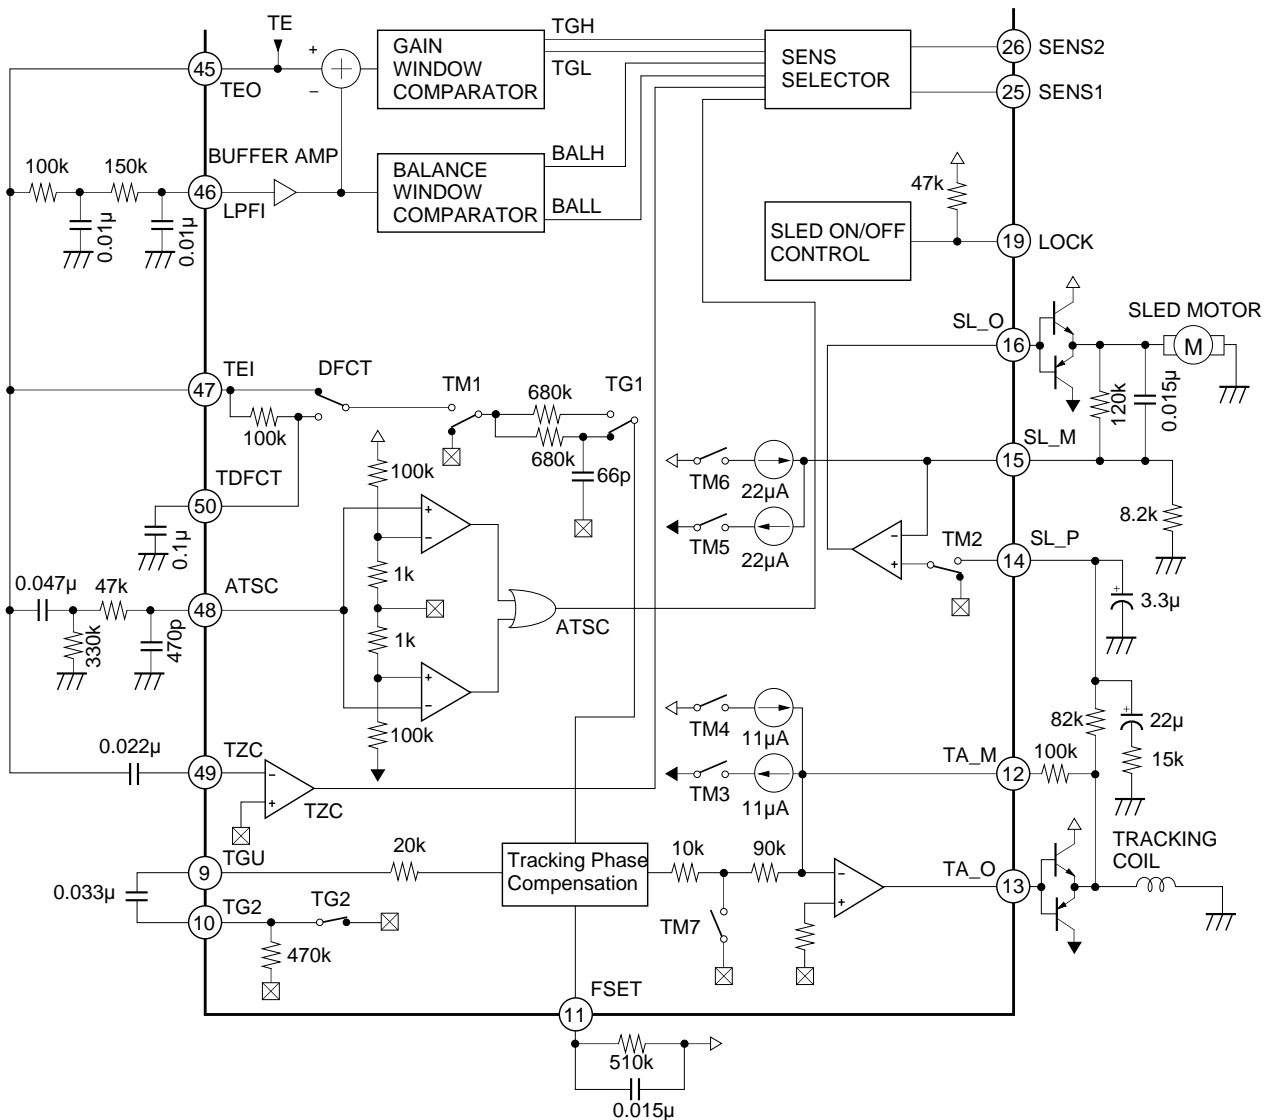 TE
TGH
TGL
GAIN
WINDOW
COMPARATOR
SENS
SELECTOR
26
SENS2
25
SENS1
45
TEO
+
−
100k
150k
0.01µ
0.01µ
BUFFER AMP
46
LPFI
BALANCE
WINDOW
COMPARATOR
BALH
BALL
47k
SLED ON/OFF
CONTROL
19
LOCK
SL_O
16
SLED MOTOR
M
120k
0.015µ
TEI
47
DFCT
100k
TM1
680k
680k
TG1
66p
TDFCT
50
0.1µ
100k
+
−
1k
1k
+
−
100k
ATSC
TM6
22µA
TM5
22µA
SL_M
15
8.2k
−
+
TM2
SL_P
14
+
3.3µ
0.047µ
47k
330k
470p
ATSC
48
TM4
11µA
TM3
11µA
82k
+
22µ
15k
TA_M
12
100k
0.022µ
TZC
49
−
+
TZC
TGU
9
20k
Tracking Phase
Compensation
10k
90k
TM7
−
+
TA_O
13
TRACKING
COIL
0.033µ
10
TG2
TG2
470k
FSET
11
510k
0.015µ